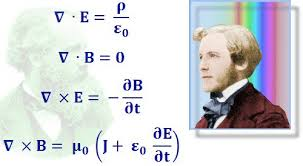 ∇ · E = ρ/ε₀
∇ · B = 0
∇ × E = − ∂B/∂t
∇ × B = μ₀ (J + ε₀ ∂E/∂t)